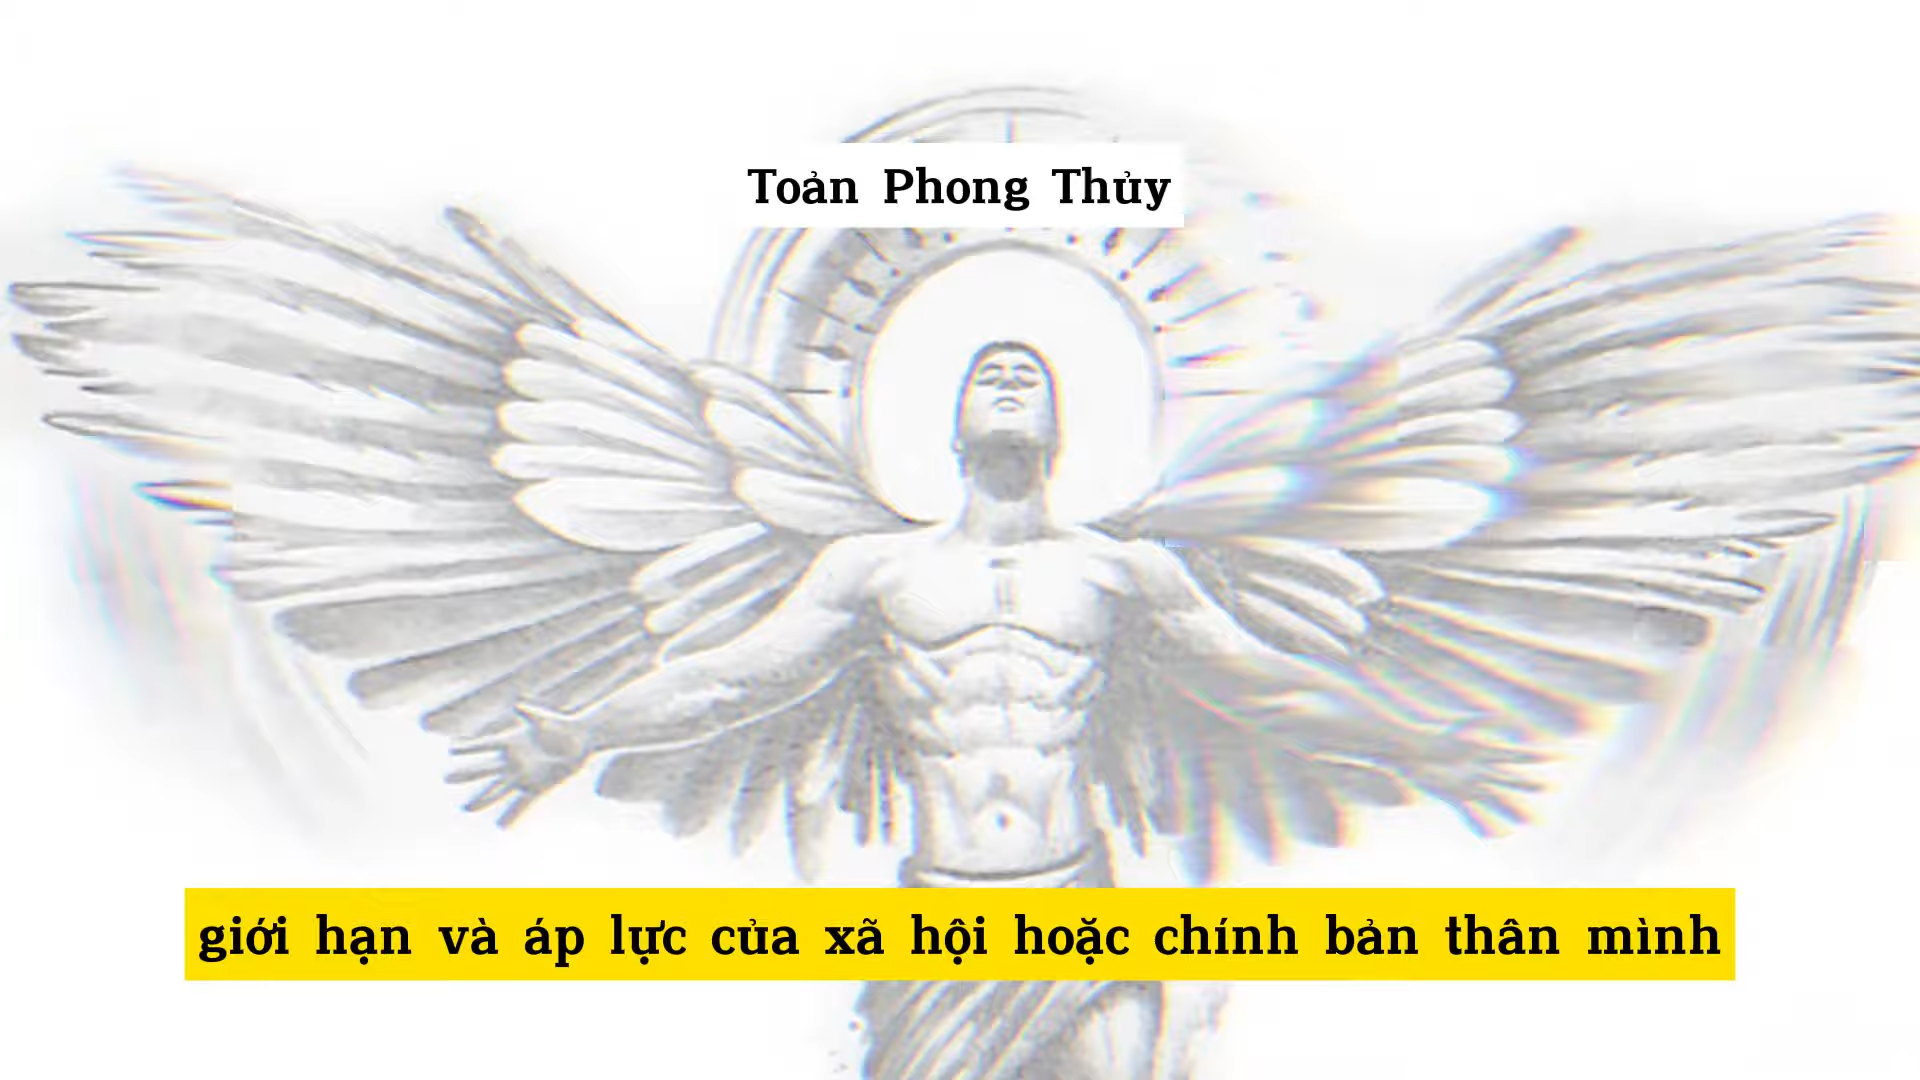 Toản Phong Thủy
giới hạn và áp lực của xã hội hoặc chính bản thân mình